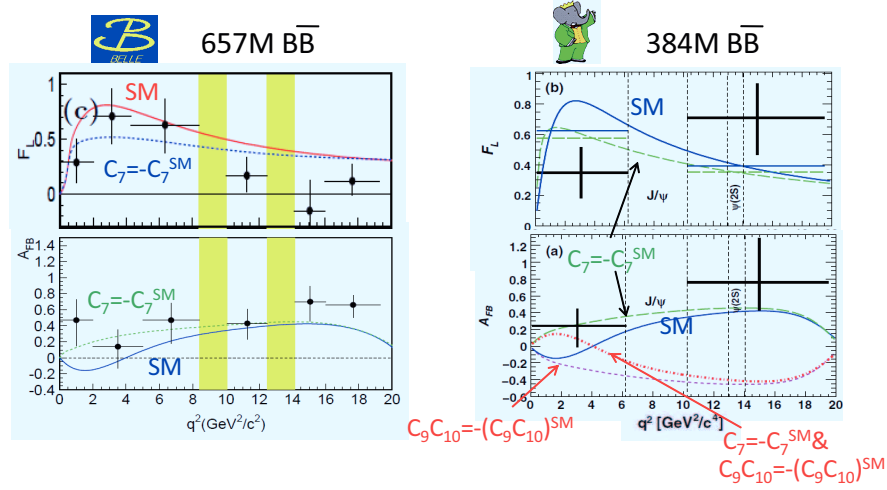 BELLE
657M BB̅
384M BB̅
(c)
SM
C₇=-C₇^SM
F_L
1
0.5
0
A_FB
1.4
1.2
1
0.8
0.6
0.4
0.2
0
-0.2
-0.4
C₇=-C₇^SM
SM
0 2 4 6 8 10 12 14 16 18 20
q²(GeV²/c²)
(b)
SM
F_L
1.0
0.8
0.6
0.4
0.2
0.0
J/ψ
ψ(2S)
(a)
C₇=-C₇^SM
J/ψ
ψ(2S)
SM
A_FB
1.2
1.0
0.8
0.6
0.4
0.2
0
-0.2
-0.4
-0.6
0 2 4 6 8 10 12 14 16 18 20
q² [GeV²/c⁴]
C₉C₁₀=-(C₉C₁₀)^SM
C₇=-C₇^SM&
C₉C₁₀=-(C₉C₁₀)^SM